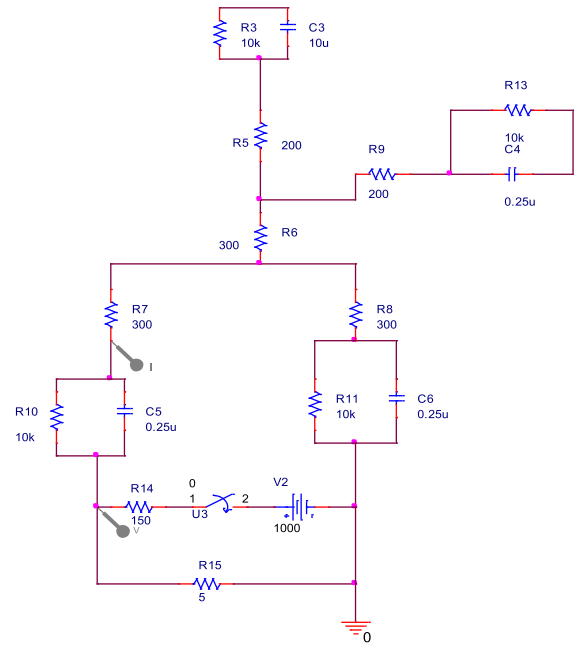 R3 C3
10k 10u
R13
R5 200
R9
10k
C4
200
0.25u
R6
300
R7 R8
300 300
I
R10 C5
0.25u
10k
R11 C6
10k 0.25u
0 V2
R14 1 2
150 U3 1000
V
R15
5
0